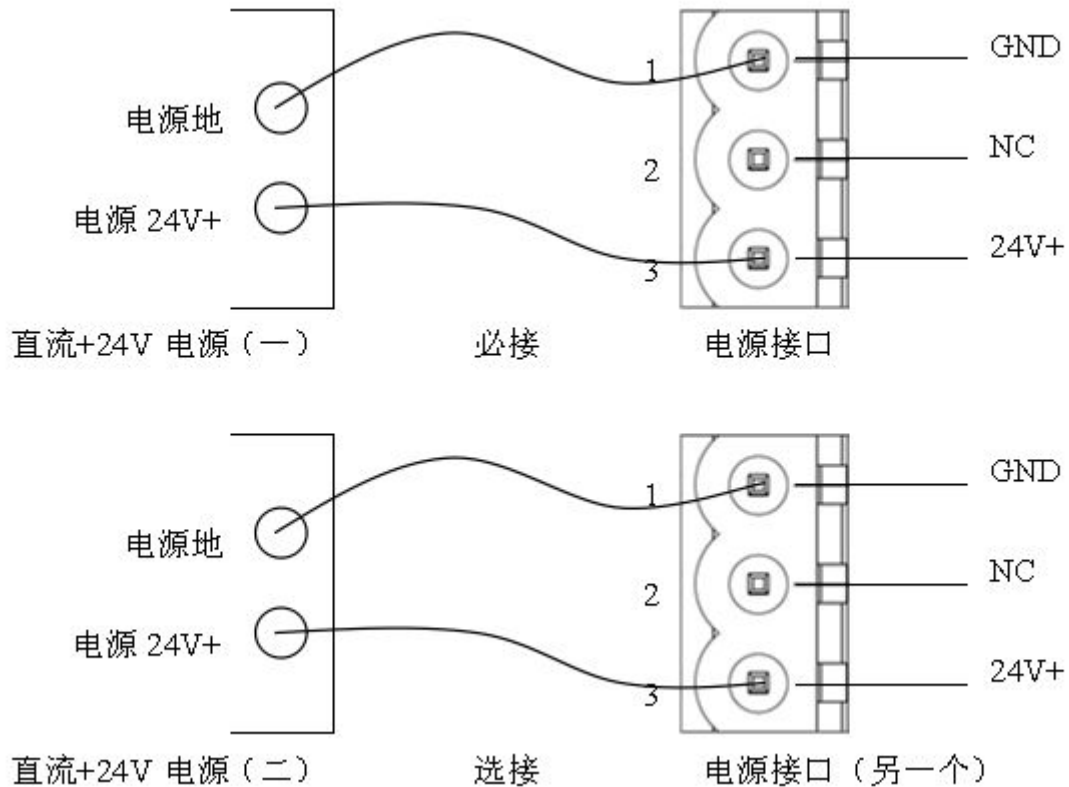 GND
1
电源地
NC
2
电源 24V+
24V+
3
直流+24V 电源（一） 必接 电源接口
GND
1
电源地
NC
2
电源 24V+
24V+
3
直流+24V 电源（二） 选接 电源接口（另一个）